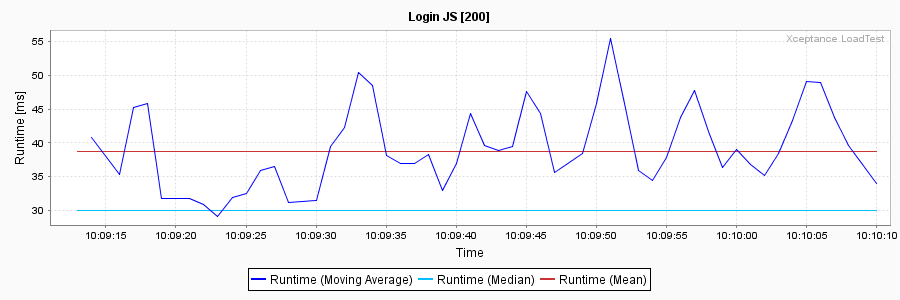 Login JS [200]
Xceptance LoadTest
Runtime [ms]
55
50
45
40
35
30
10:09:15 10:09:20 10:09:25 10:09:30 10:09:35 10:09:40 10:09:45 10:09:50 10:09:55 10:10:00 10:10:05 10:10:10
Time
Runtime (Moving Average) Runtime (Median) Runtime (Mean)